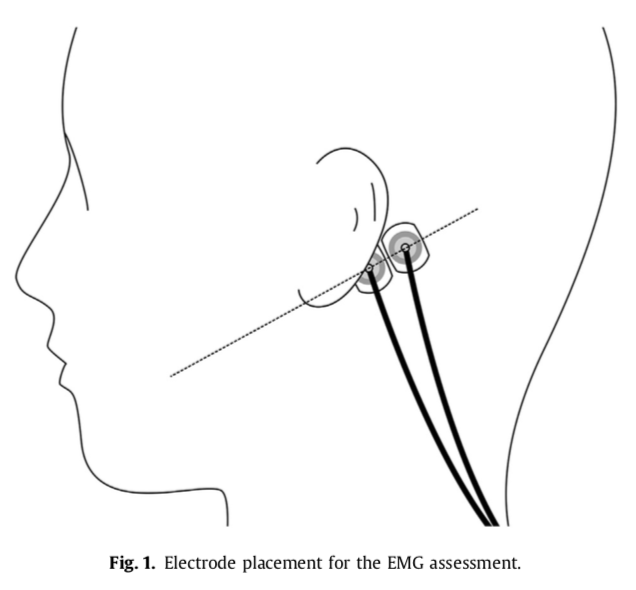 Fig. 1. Electrode placement for the EMG assessment.